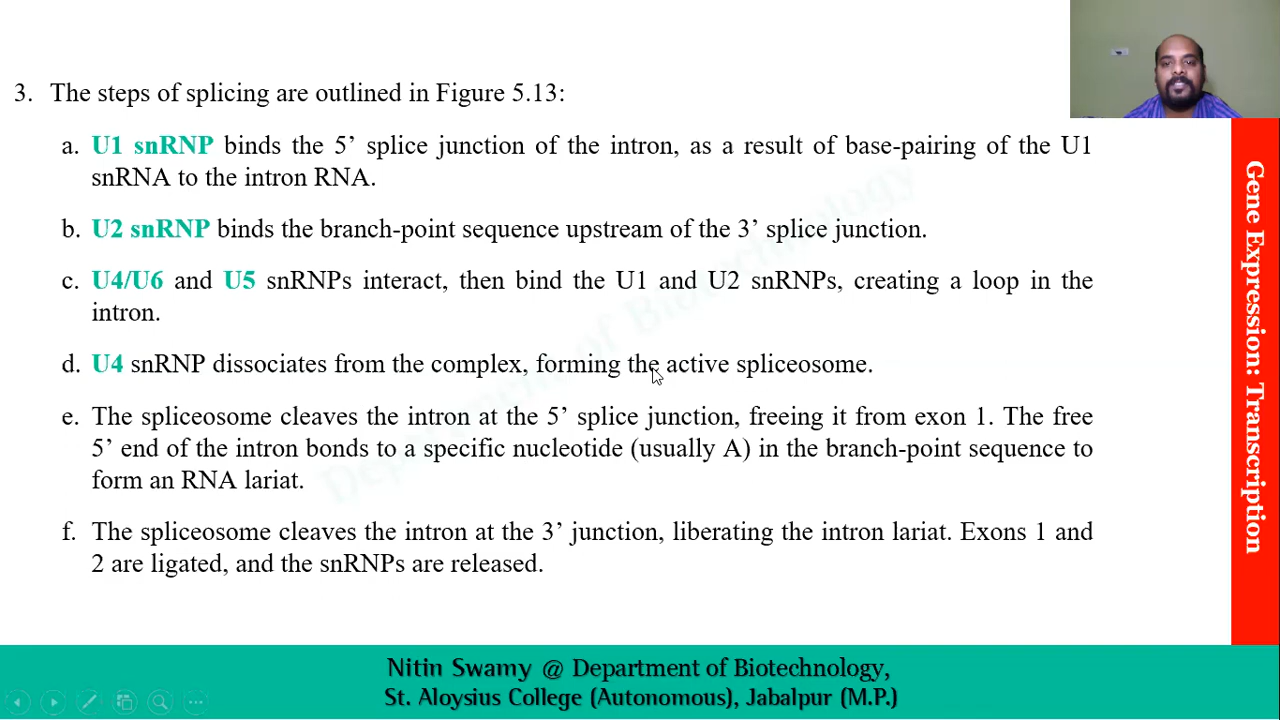 3. The steps of splicing are outlined in Figure 5.13:
a. U1 snRNP binds the 5’ splice junction of the intron, as a result of base-pairing of the U1
snRNA to the intron RNA.
b. U2 snRNP binds the branch-point sequence upstream of the 3’ splice junction.
c. U4/U6 and U5 snRNPs interact, then bind the U1 and U2 snRNPs, creating a loop in the
intron.
d. U4 snRNP dissociates from the complex, forming the active spliceosome.
e. The spliceosome cleaves the intron at the 5’ splice junction, freeing it from exon 1. The free
5’ end of the intron bonds to a specific nucleotide (usually A) in the branch-point sequence to
form an RNA lariat.
f. The spliceosome cleaves the intron at the 3’ junction, liberating the intron lariat. Exons 1 and
2 are ligated, and the snRNPs are released.
Department of Biotechnology
Gene Expression: Transcription
Nitin Swamy @ Department of Biotechnology,
St. Aloysius College (Autonomous), Jabalpur (M.P.)